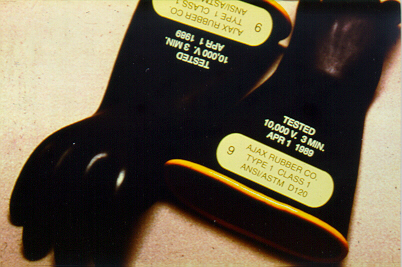 9
AJAX RUBBER CO
TYPE 1 CLASS 1
ANSI/ASTM
TESTED
10,000 V. 3 MIN.
APR 1 1989
TESTED
10,000 V. 3 MIN.
APR 1 1989
9
AJAX RUBBER CO.
TYPE 1 CLASS 1
ANSI/ASTM D120